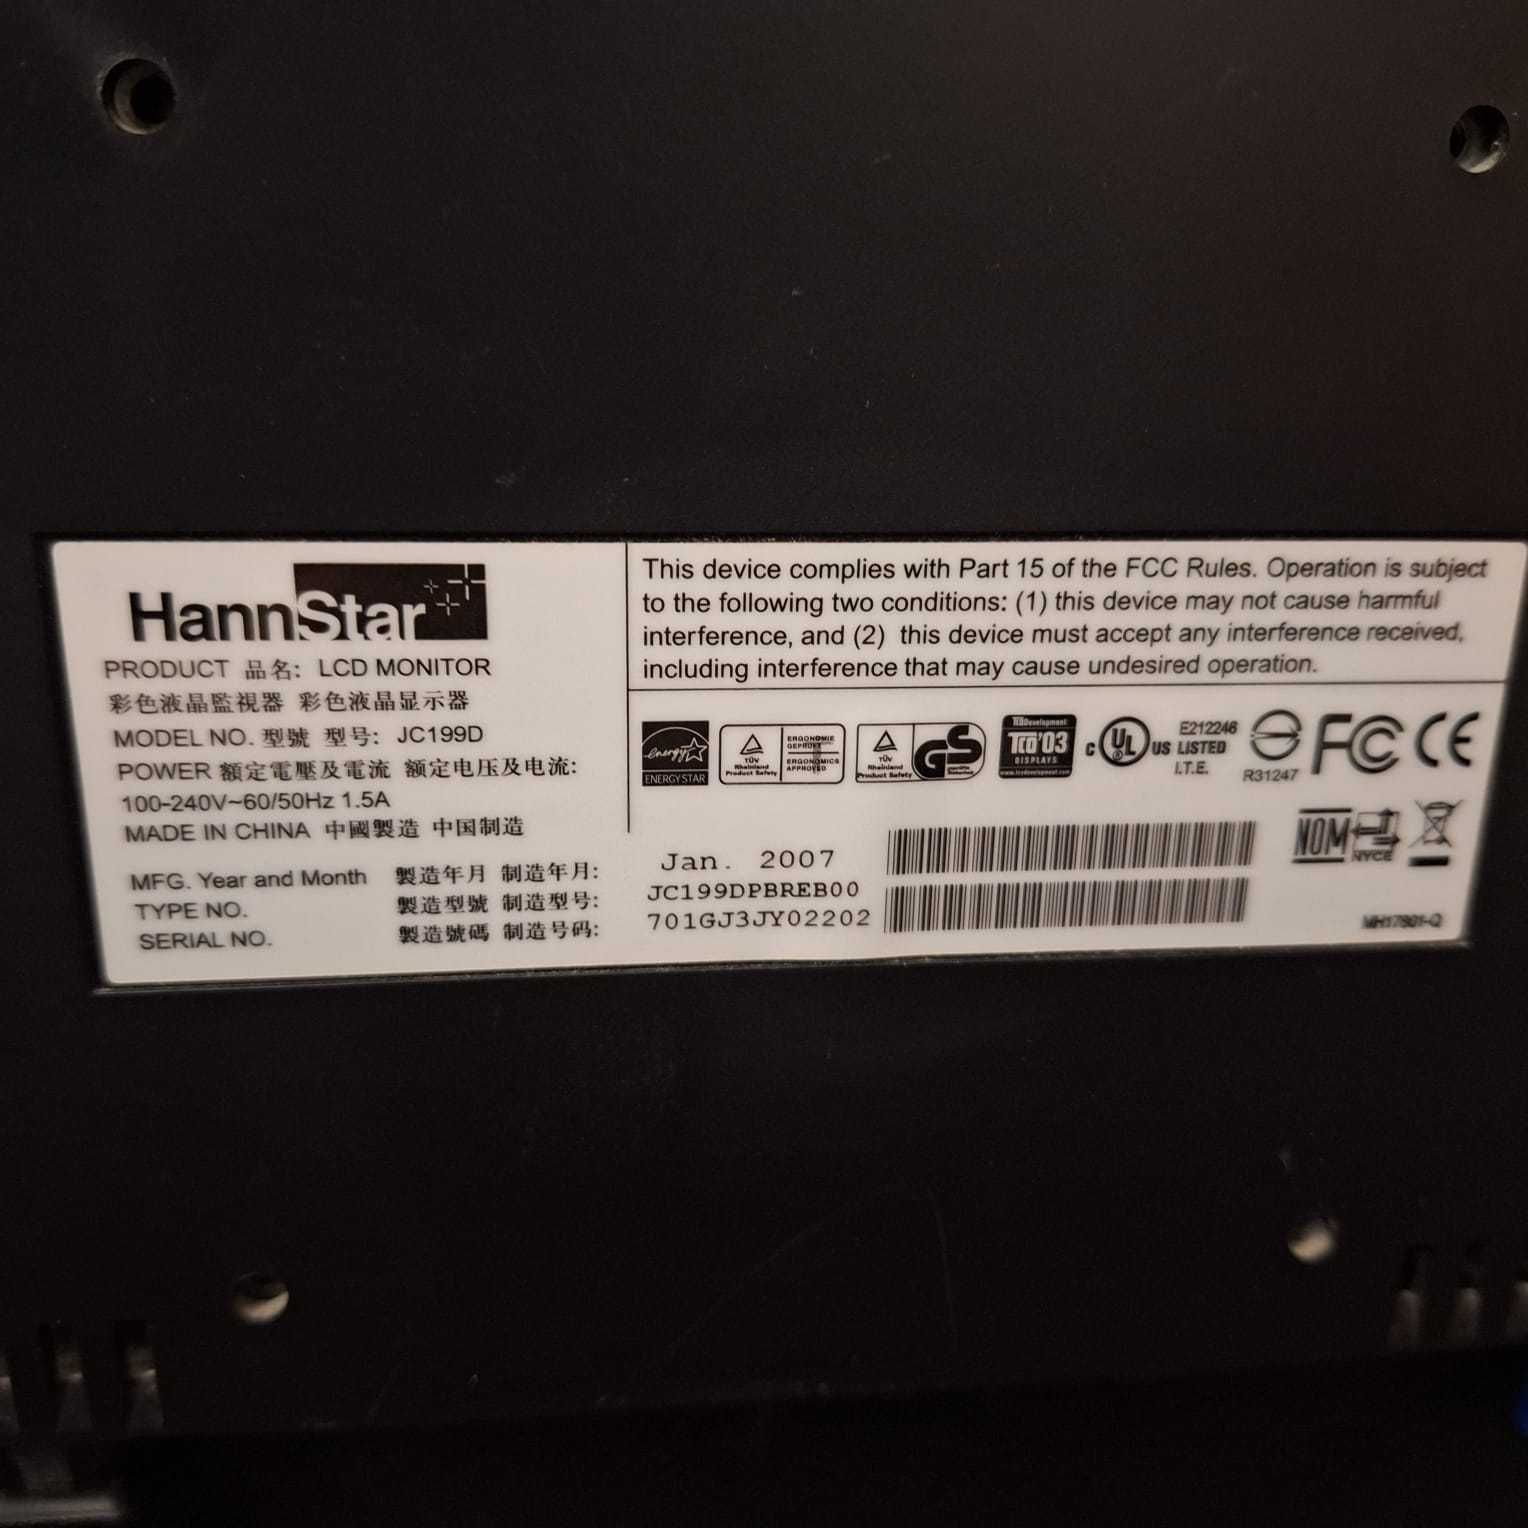 HannStar
PRODUCT 品名: LCD MONITOR
彩色液晶監視器 彩色液晶显示器
MODEL NO. 型號 型号: JC199D
POWER 額定電壓及電流 额定电压及电流:
100-240V~60/50Hz 1.5A
MADE IN CHINA 中國製造 中国制造
MFG. Year and Month 製造年月 制造年月: Jan. 2007
TYPE NO. 製造型號 制造型号: JC199DPBREB00
SERIAL NO. 製造號碼 制造号码: 701GJ3JY02202
This device complies with Part 15 of the FCC Rules. Operation is subject
to the following two conditions: (1) this device may not cause harmful
interference, and (2) this device must accept any interference received,
including interference that may cause undesired operation.
energy
ENERGY STAR
TÜV
Rheinland
Product Safety
ERGONOMIE
GEPRÜFT
ERGONOMICS
APPROVED
TÜV
Rheinland
Product Safety
GS
TCODevelopment
TCO'03
DISPLAYS
www.tcodevelopment.com
C UL US LISTED
E212246
I.T.E.
R31247
FC CE
NOM
NYCE
MH17801-Q